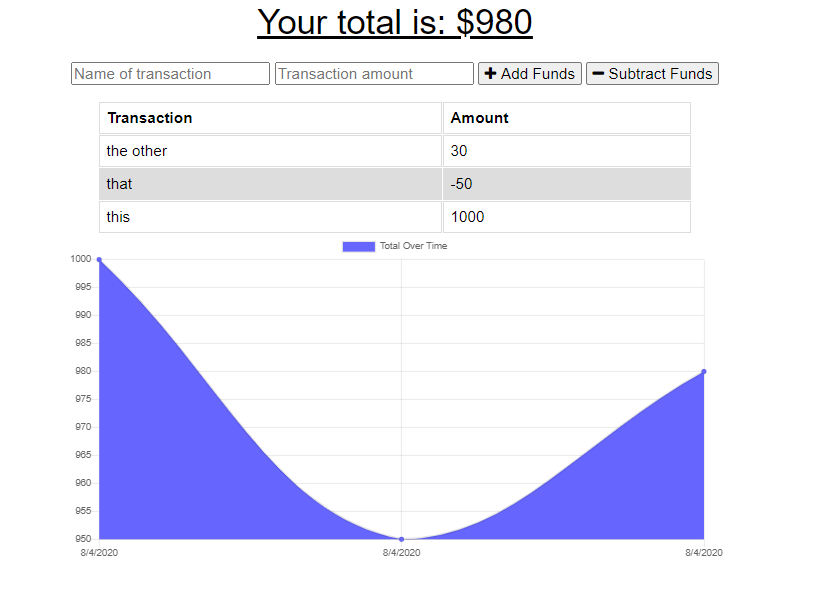 Your total is: $980
Name of transaction Transaction amount + Add Funds − Subtract Funds
Transaction Amount
the other 30
that -50
this 1000
Total Over Time
1000
995
990
985
980
975
970
965
960
955
950
8/4/2020 8/4/2020 8/4/2020